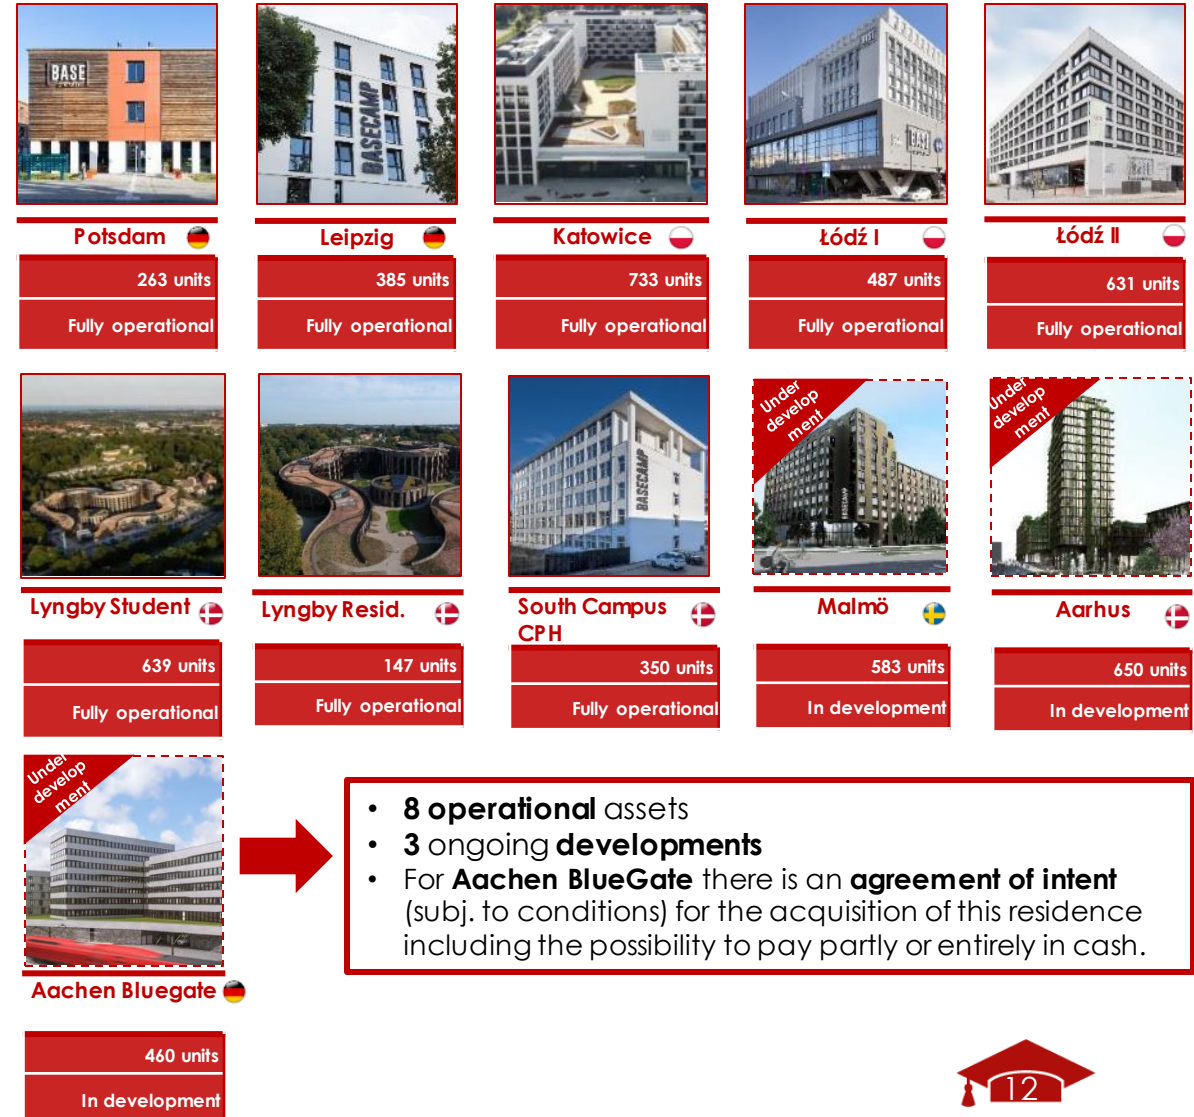 BASE
BASECAMP
BASE
BASE
Potsdam
Leipzig
Katowice
Łódź I
Łódź II
263 units
385 units
733 units
487 units
631 units
Fully operational
Fully operational
Fully operational
Fully operational
Fully operational
BASECAMP
Under
develop
ment
BASECAMP
Under
develop
ment
Lyngby Student
Lyngby Resid.
South Campus
CPH
Malmö
Aarhus
639 units
147 units
350 units
583 units
650 units
Fully operational
Fully operational
Fully operational
In development
In development
Under
develop
ment
Aachen Bluegate
460 units
In development
• 8 operational assets
• 3 ongoing developments
• For Aachen BlueGate there is an agreement of intent
(subj. to conditions) for the acquisition of this residence
including the possibility to pay partly or entirely in cash.
12